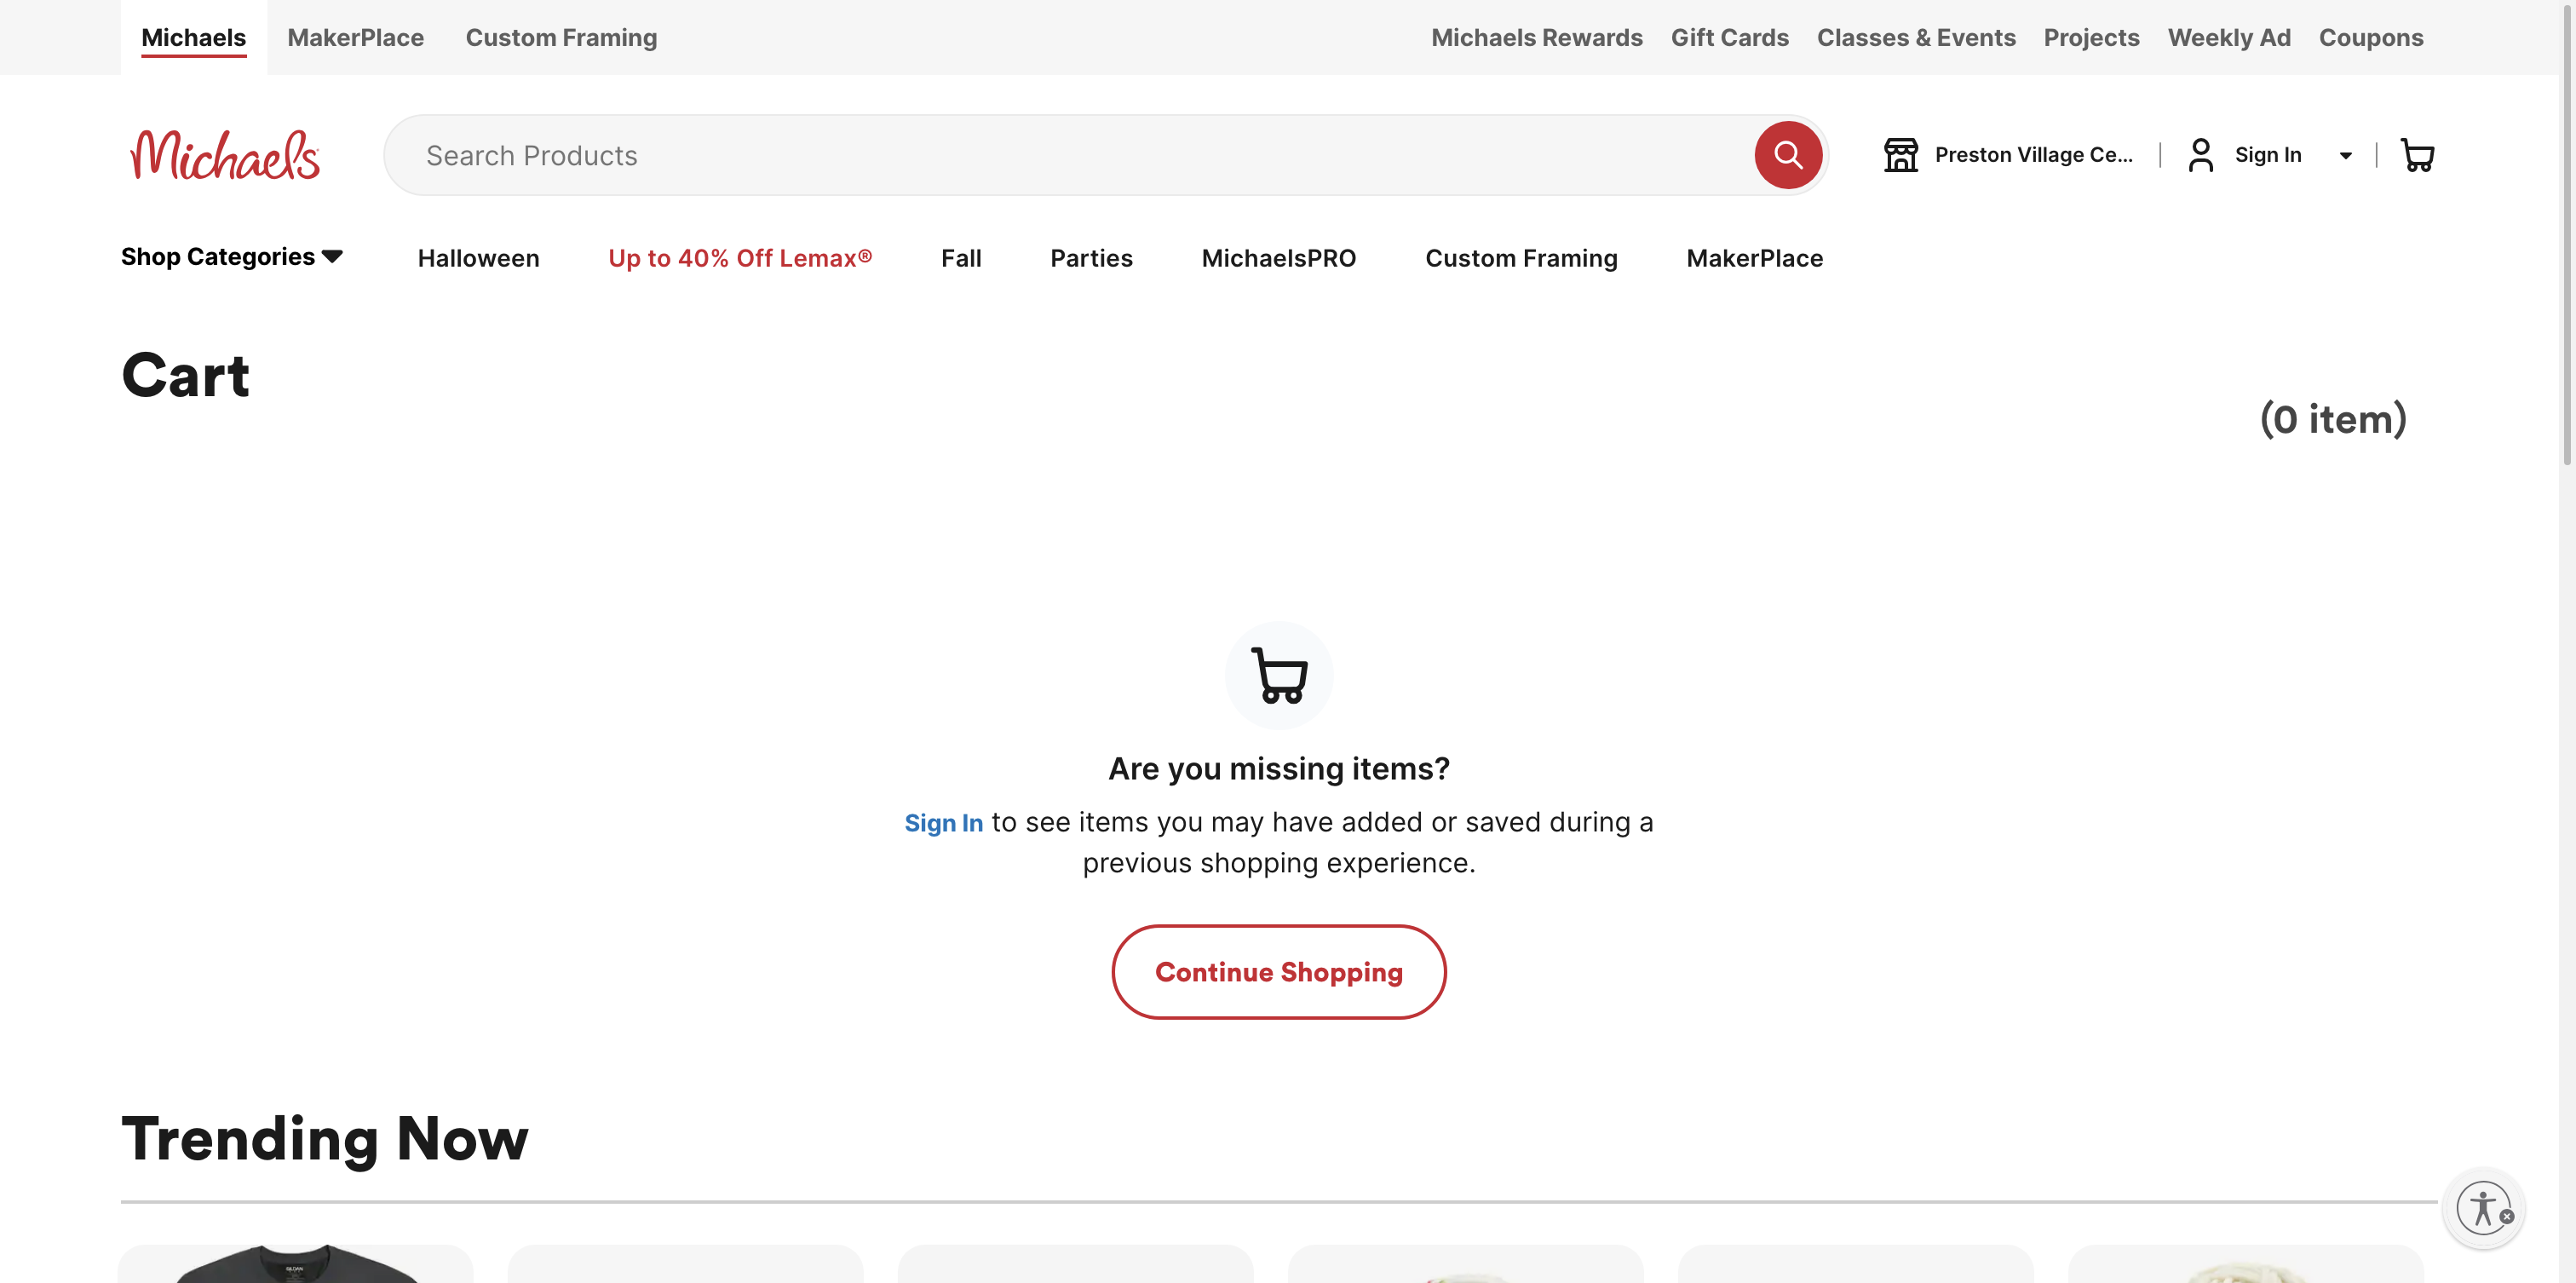 Michaels MakerPlace Custom Framing Michaels Rewards Gift Cards Classes & Events Projects Weekly Ad Coupons
Michaels Search Products Preston Village Ce... Sign In
Shop Categories Halloween Up to 40% Off Lemax® Fall Parties MichaelsPRO Custom Framing MakerPlace
Cart
(0 item)
Are you missing items?
Sign In to see items you may have added or saved during a
previous shopping experience.
Continue Shopping
Trending Now
GILDAN